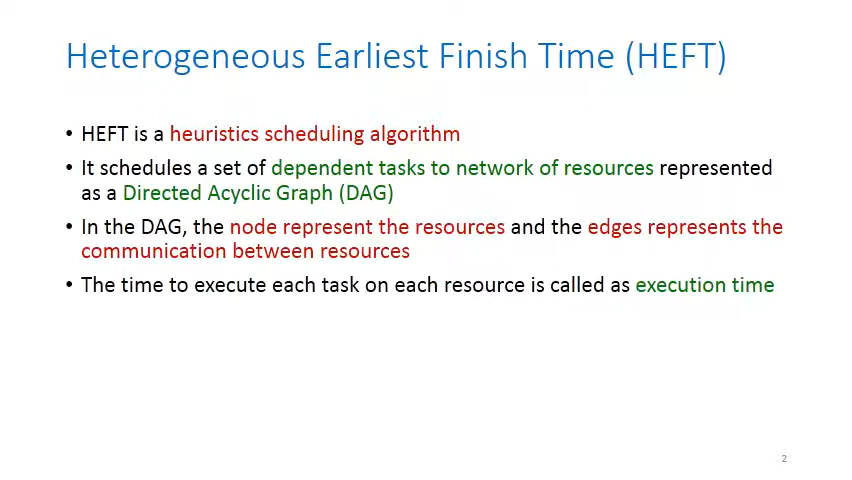 Heterogeneous Earliest Finish Time (HEFT)
• HEFT is a heuristics scheduling algorithm
• It schedules a set of dependent tasks to network of resources represented
as a Directed Acyclic Graph (DAG)
• In the DAG, the node represent the resources and the edges represents the
communication between resources
• The time to execute each task on each resource is called as execution time
2